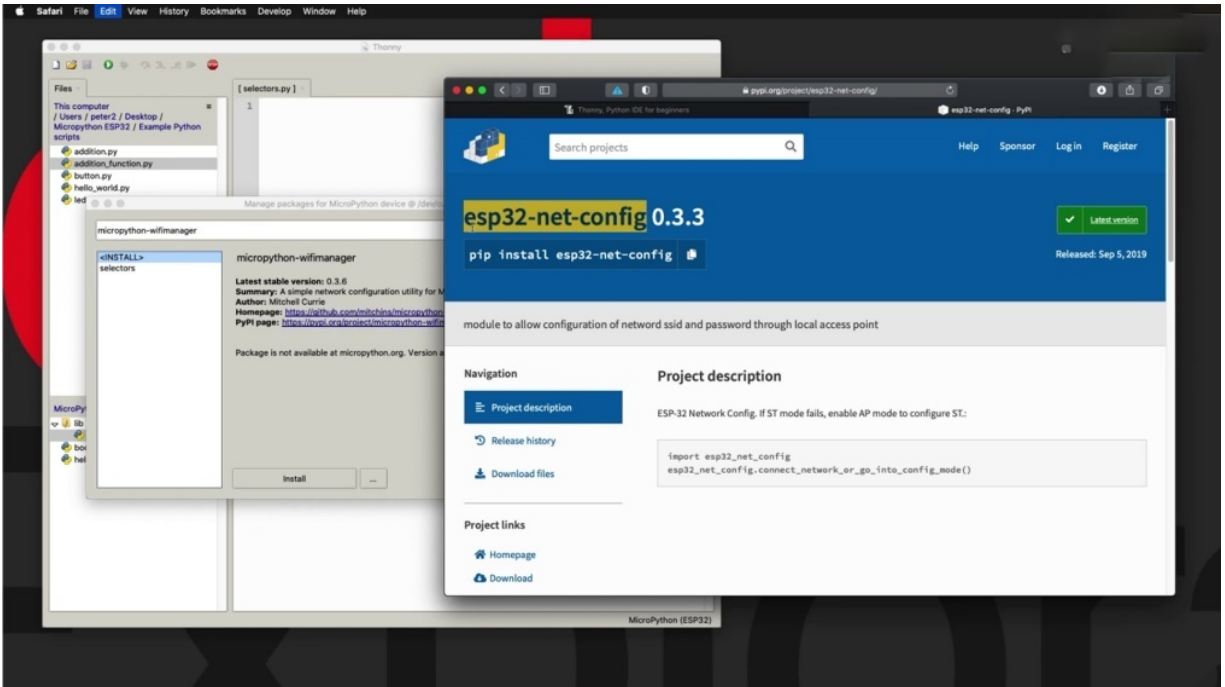 Safari File Edit View History Bookmarks Develop Window Help
Thonny
Files
This computer
/ Users / peter2 / Desktop /
Micropython ESP32 / Example Python
scripts
addition.py
addition_function.py
button.py
hello_world.py
led
[ selectors.py ]
1
Manage packages for MicroPython device @ /dev/cu
micropython-wifimanager
<INSTALL>
selectors
micropython-wifimanager
Latest stable version: 0.3.6
Summary: A simple network configuration utility for M
Author: Mitchell Currie
Homepage: https://github.com/mitchins/micropython
PyPI page: https://pypi.org/project/micropython-wifi
Package is not available at micropython.org. Version a
Install
...
MicroPy
lib
boo
hel
MicroPython (ESP32)
pypi.org/project/esp32-net-config/
Thonny, Python IDE for beginners
esp32-net-config · PyPI
Search projects
Help Sponsor Log in Register
esp32-net-config 0.3.3
pip install esp32-net-config
Latest version
Released: Sep 5, 2019
module to allow configuration of netword ssid and password through local access point
Navigation
Project description
Release history
Download files
Project links
Homepage
Download
Project description
ESP-32 Network Config. If ST mode fails, enable AP mode to configure ST.:
import esp32_net_config
esp32_net_config.connect_network_or_go_into_config_mode()